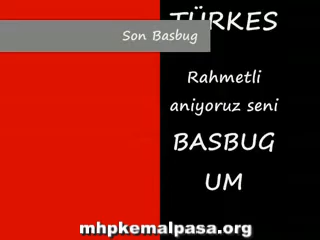 TÜRKES
Son Basbug
Rahmetli
aniyoruz seni
BASBUG
UM
mhpkemalpasa.org